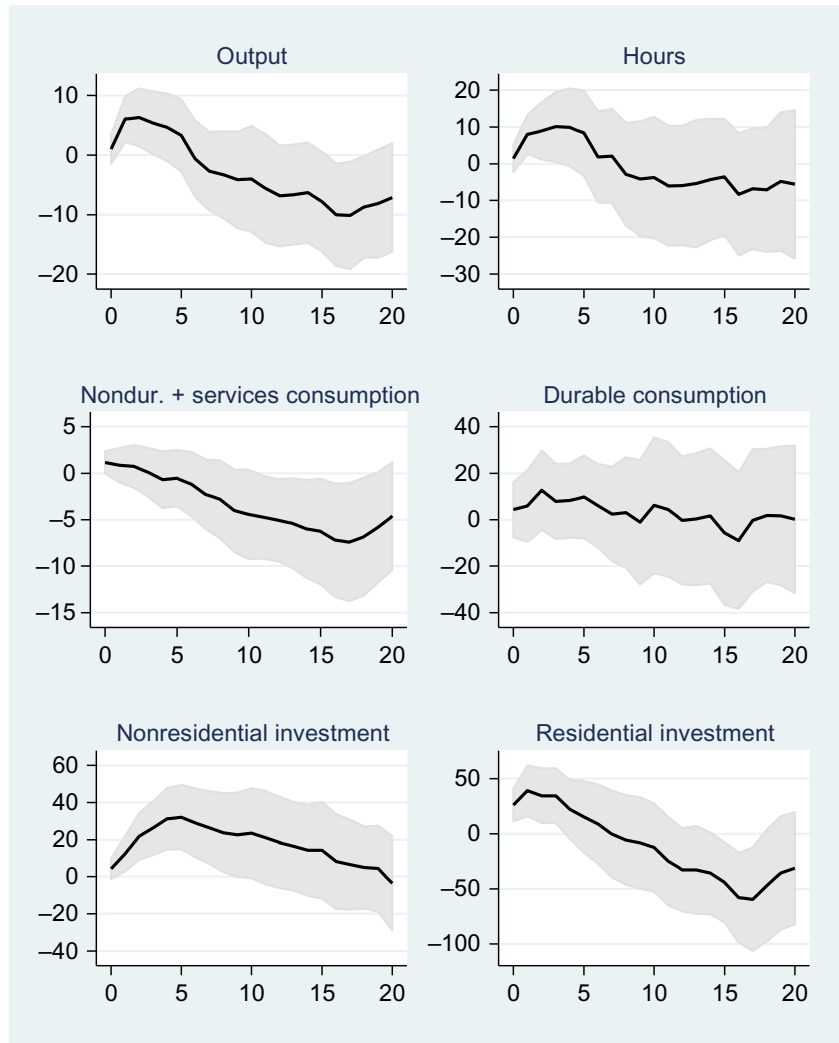 Output
Hours
10
0
–10
–20
0 5 10 15 20
20
10
0
–10
–20
–30
0 5 10 15 20
Nondur. + services consumption
Durable consumption
5
0
–5
–10
–15
0 5 10 15 20
40
20
0
–20
–40
0 5 10 15 20
Nonresidential investment
Residential investment
60
40
20
0
–20
–40
0 5 10 15 20
50
0
–50
–100
0 5 10 15 20